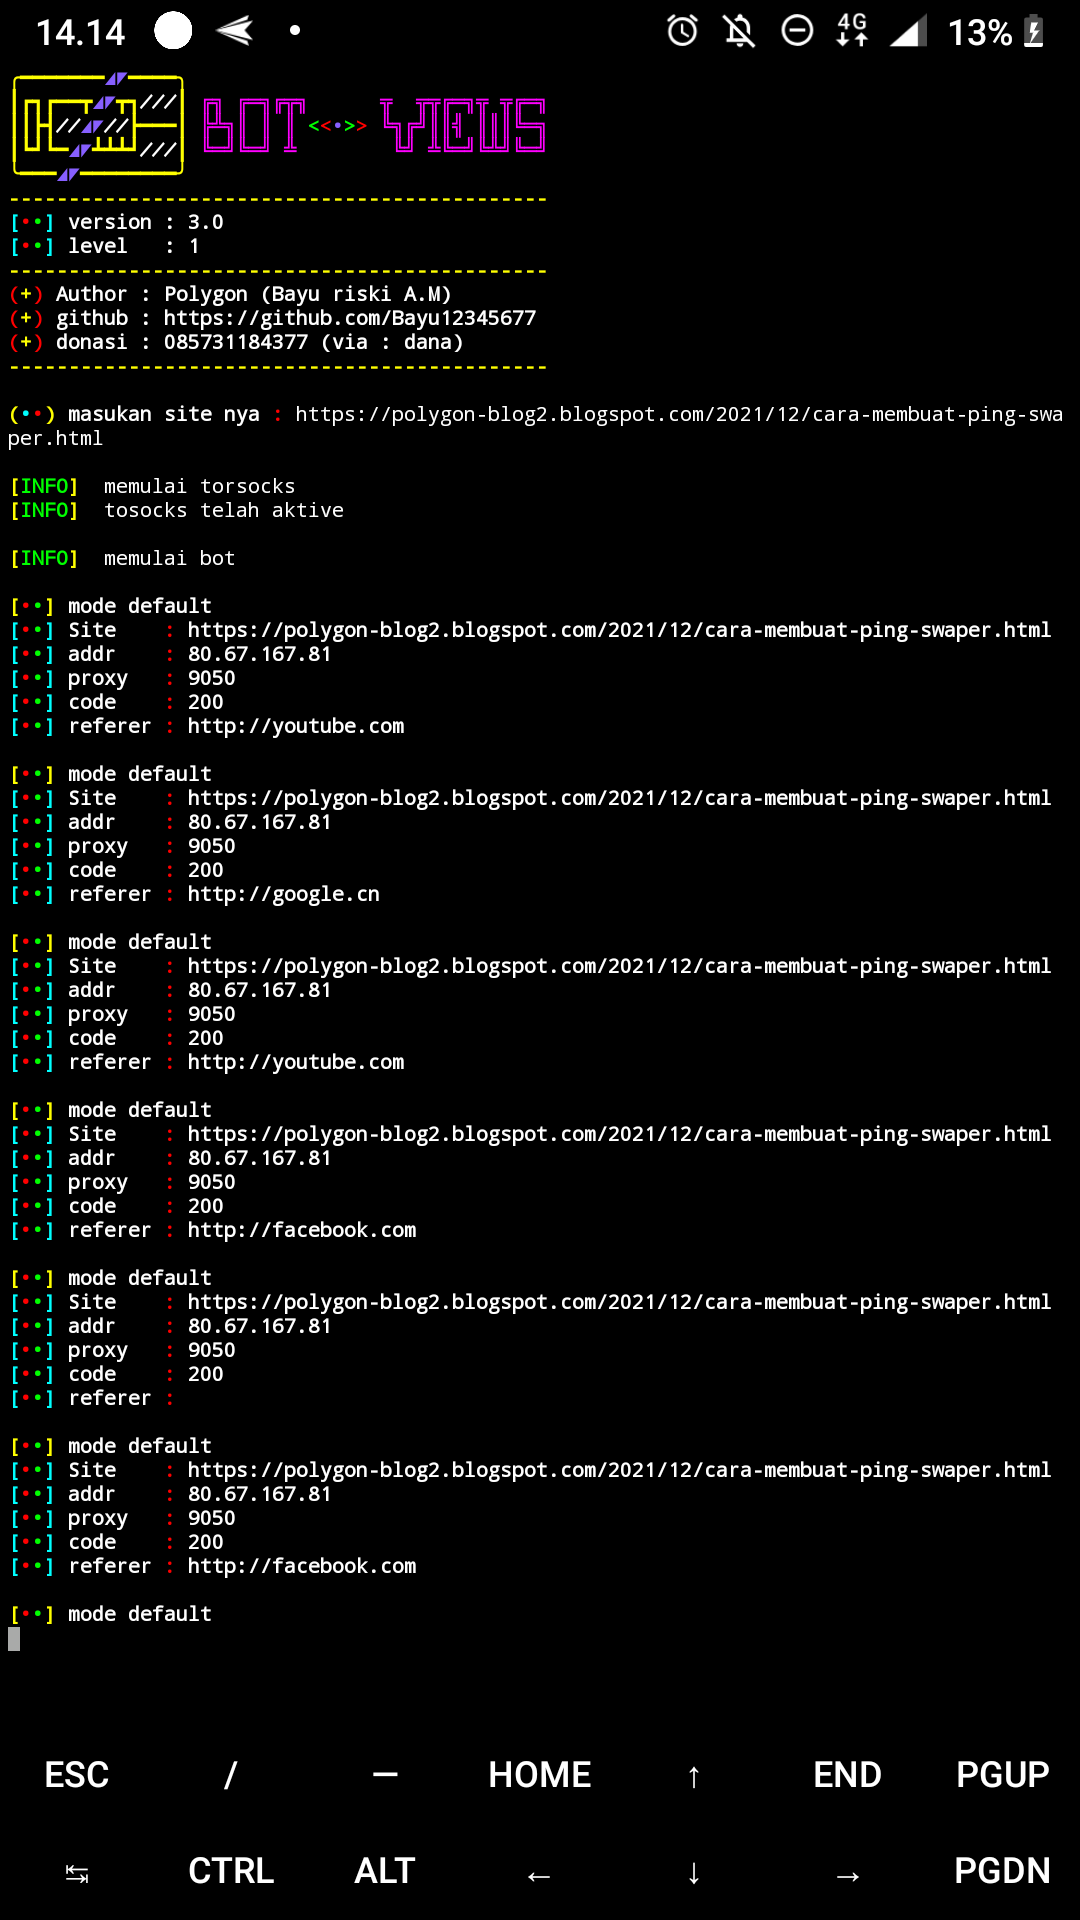 14.14
4G
13%
BOT <<•>> VIEWS
---------------------------------------------
[••] version : 3.0
[••] level   : 1
---------------------------------------------
(+) Author : Polygon (Bayu riski A.M)
(+) github : https://github.com/Bayu12345677
(+) donasi : 085731184377 (via : dana)
---------------------------------------------
(••) masukan site nya : https://polygon-blog2.blogspot.com/2021/12/cara-membuat-ping-swa
per.html
[INFO]  memulai torsocks
[INFO]  tosocks telah aktive
[INFO]  memulai bot
[••] mode default
[••] Site    : https://polygon-blog2.blogspot.com/2021/12/cara-membuat-ping-swaper.html
[••] addr    : 80.67.167.81
[••] proxy   : 9050
[••] code    : 200
[••] referer : http://youtube.com
[••] mode default
[••] Site    : https://polygon-blog2.blogspot.com/2021/12/cara-membuat-ping-swaper.html
[••] addr    : 80.67.167.81
[••] proxy   : 9050
[••] code    : 200
[••] referer : http://google.cn
[••] mode default
[••] Site    : https://polygon-blog2.blogspot.com/2021/12/cara-membuat-ping-swaper.html
[••] addr    : 80.67.167.81
[••] proxy   : 9050
[••] code    : 200
[••] referer : http://youtube.com
[••] mode default
[••] Site    : https://polygon-blog2.blogspot.com/2021/12/cara-membuat-ping-swaper.html
[••] addr    : 80.67.167.81
[••] proxy   : 9050
[••] code    : 200
[••] referer : http://facebook.com
[••] mode default
[••] Site    : https://polygon-blog2.blogspot.com/2021/12/cara-membuat-ping-swaper.html
[••] addr    : 80.67.167.81
[••] proxy   : 9050
[••] code    : 200
[••] referer :
[••] mode default
[••] Site    : https://polygon-blog2.blogspot.com/2021/12/cara-membuat-ping-swaper.html
[••] addr    : 80.67.167.81
[••] proxy   : 9050
[••] code    : 200
[••] referer : http://facebook.com
[••] mode default
ESC / — HOME ↑ END PGUP
↹ CTRL ALT ← ↓ → PGDN